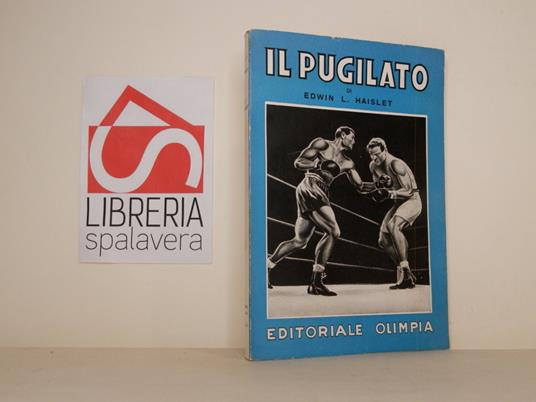 LIBRERIA
spalavera
IL PUGILATO
DI
EDWIN L. HAISLET
EDITORIALE OLIMPIA